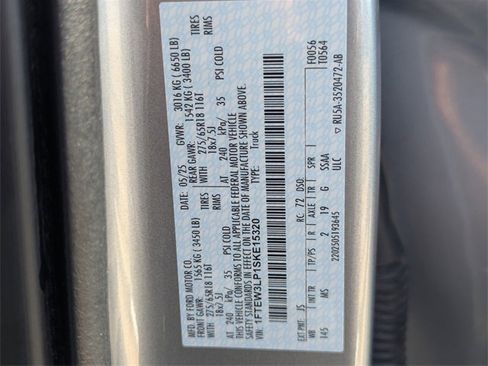 MFD. BY FORD MOTOR CO.
DATE: 05/25 GVWR: 3016 KG ( 6650 LB)
FRONT GAWR: 1565 KG ( 3450 LB) REAR GAWR: 1542 KG ( 3400 LB)
275/65R18 116T WITH 275/65R18 116T TIRES
18x7.5J 18x7.5J RIMS
AT 240 kPa/ 35 PSI COLD AT 240 kPa/ 35 PSI COLD
THIS VEHICLE CONFORMS TO ALL APPLICABLE FEDERAL MOTOR VEHICLE
SAFETY STANDARDS IN EFFECT ON THE DATE OF MANUFACTURE SHOWN ABOVE.
VIN: 1FTEW3LP1SKE15320
TYPE: Truck
F0056
T0564
EXT PNT: JS RC: 72 DSO:
WB INT TR TP/PS R AXLE TR SPR
145 MS 2 19 G SSAA
2202505193645 ULC
RU5A-3520472-AB